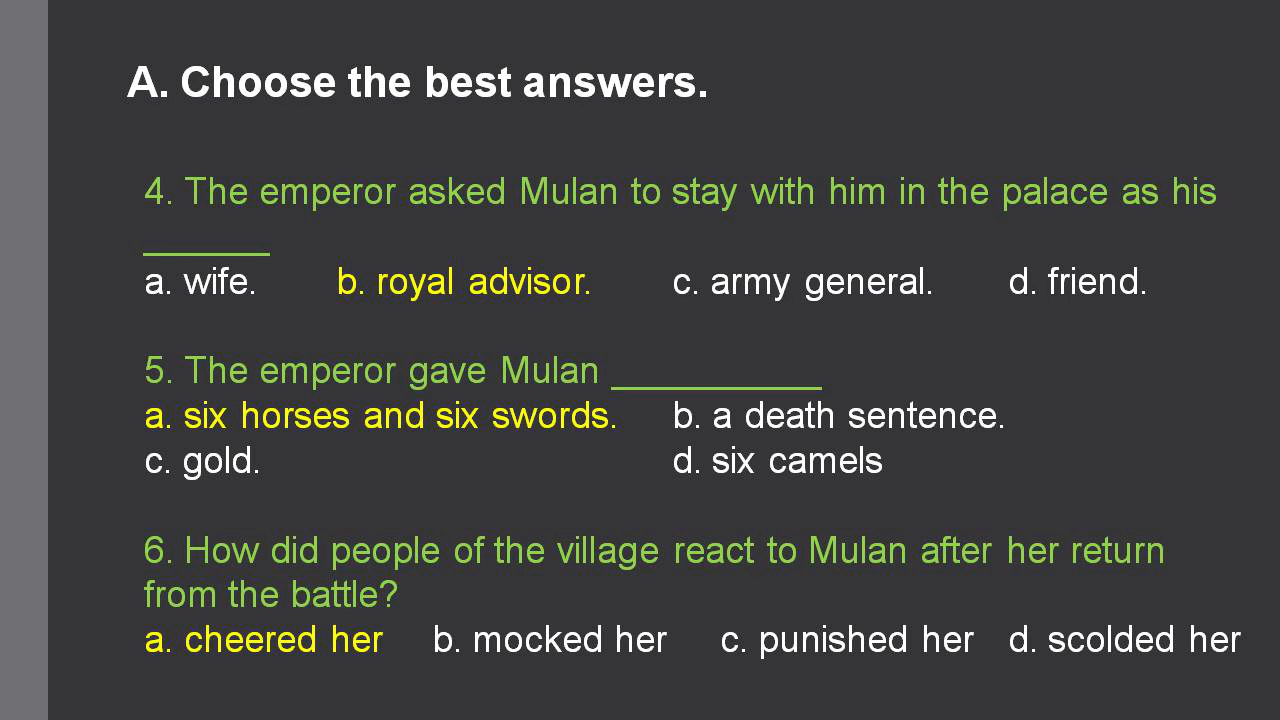 A. Choose the best answers.
4. The emperor asked Mulan to stay with him in the palace as his
______
a. wife. b. royal advisor. c. army general. d. friend.
5. The emperor gave Mulan __________
a. six horses and six swords. b. a death sentence.
c. gold. d. six camels
6. How did people of the village react to Mulan after her return
from the battle?
a. cheered her b. mocked her c. punished her d. scolded her